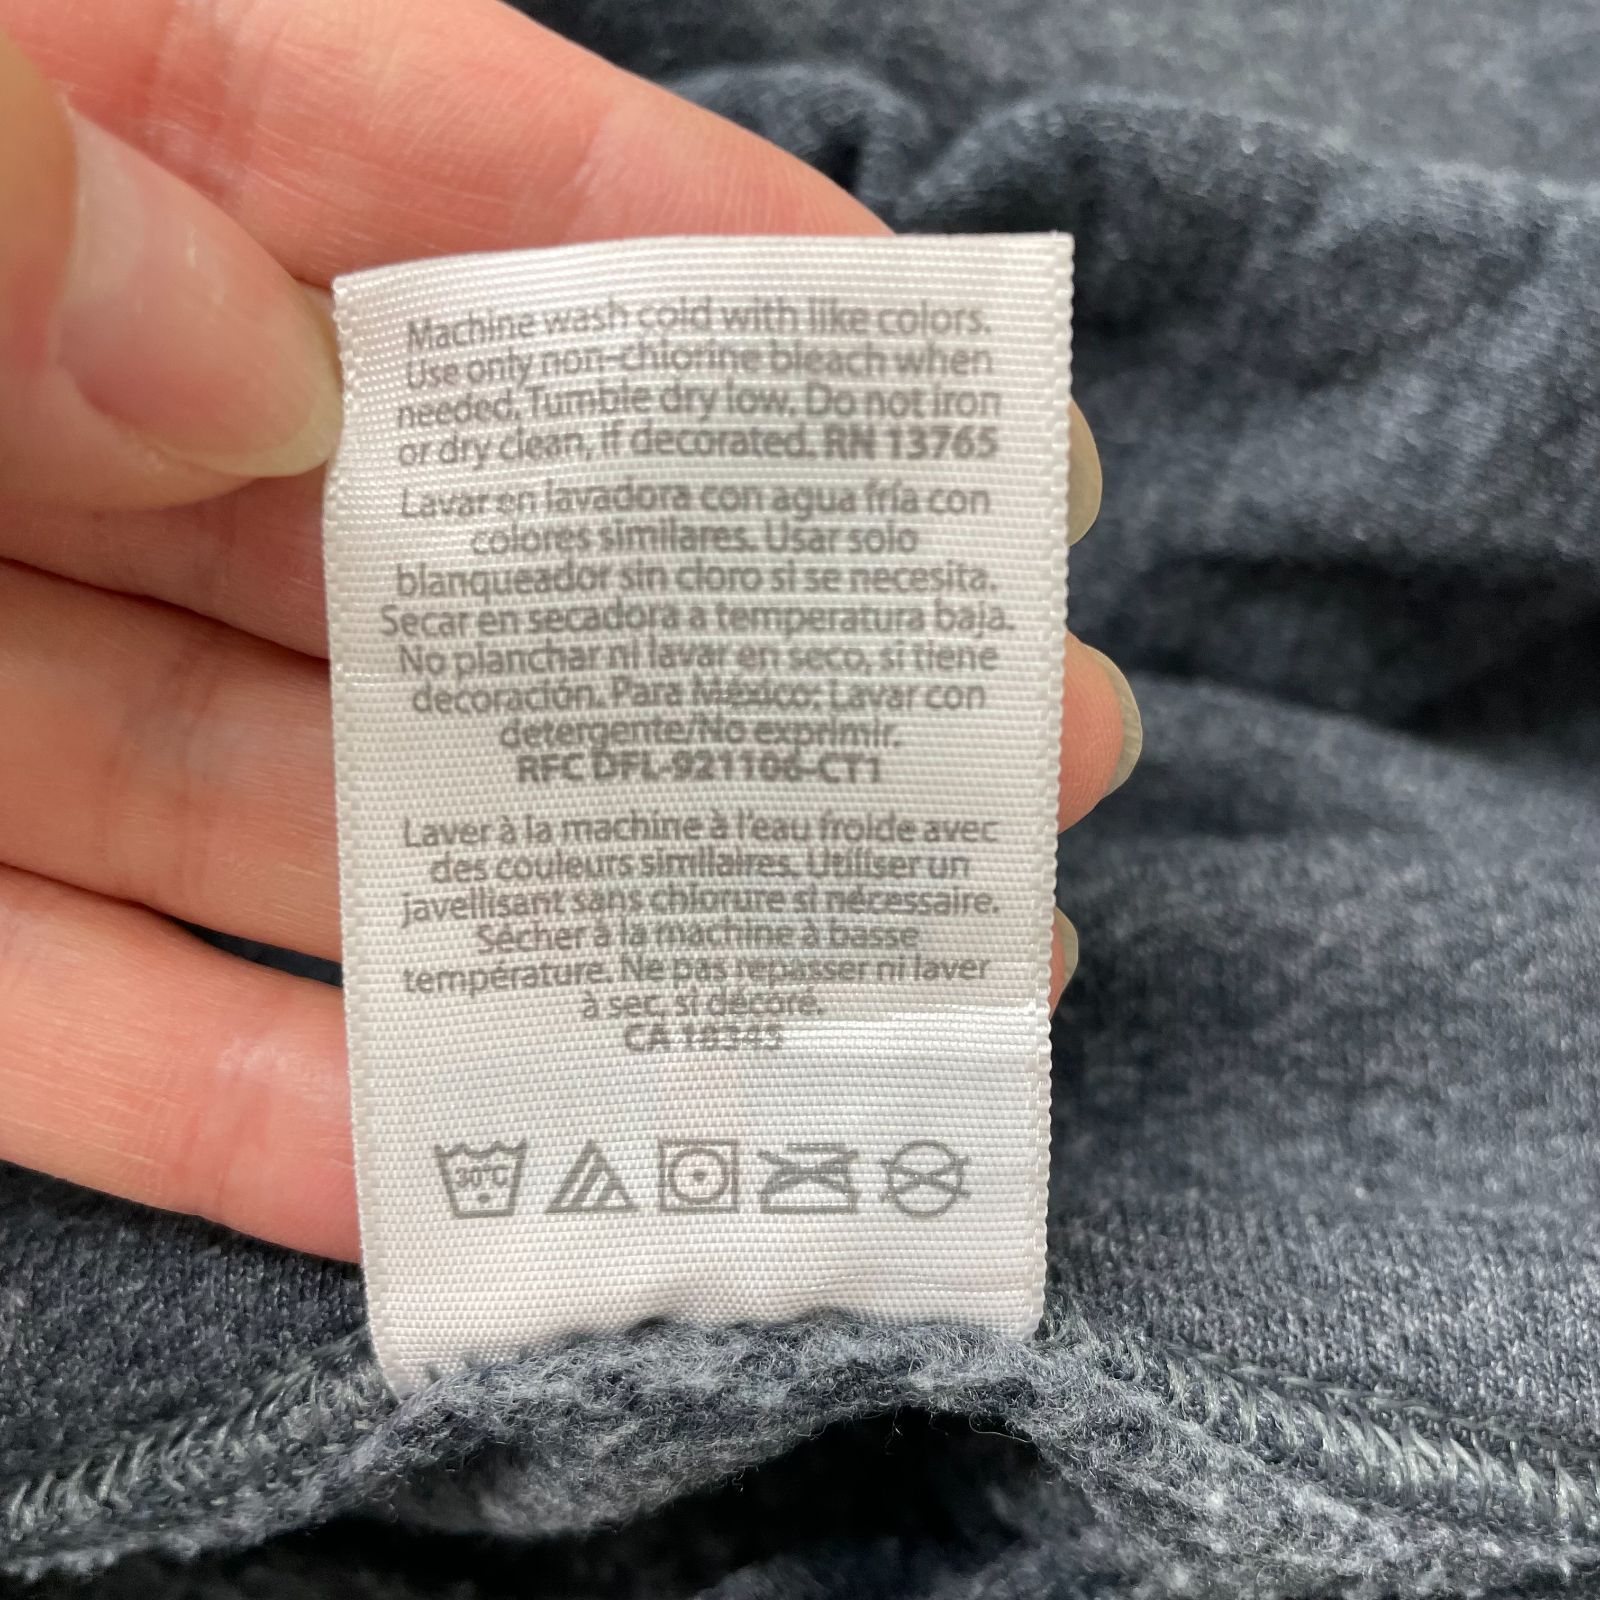 Machine wash cold with like colors.
Use only non-chlorine bleach when
needed. Tumble dry low. Do not iron
or dry clean, if decorated. RN 13765
Lavar en lavadora con agua fría con
colores similares. Usar solo
blanqueador sin cloro si se necesita.
Secar en secadora a temperatura baja.
No planchar ni lavar en seco, si tiene
decoración. Para México: Lavar con
detergente/No exprimir.
RFC DFL-921106-CT1
Laver à la machine à l'eau froide avec
des couleurs similaires. Utiliser un
javellisant sans chlorure si nécessaire.
Sécher à la machine à basse
température. Ne pas repasser ni laver
à sec, si décoré.
CA 18345
30°C